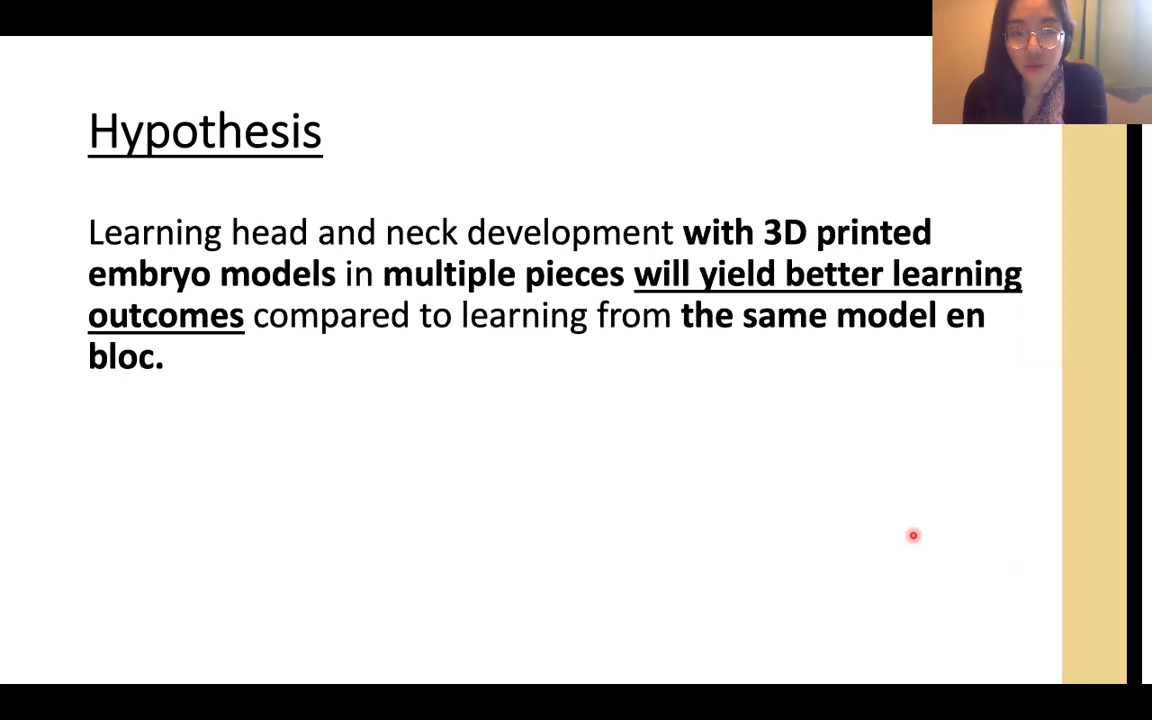 Hypothesis
Learning head and neck development with 3D printed
embryo models in multiple pieces will yield better learning
outcomes compared to learning from the same model en
bloc.